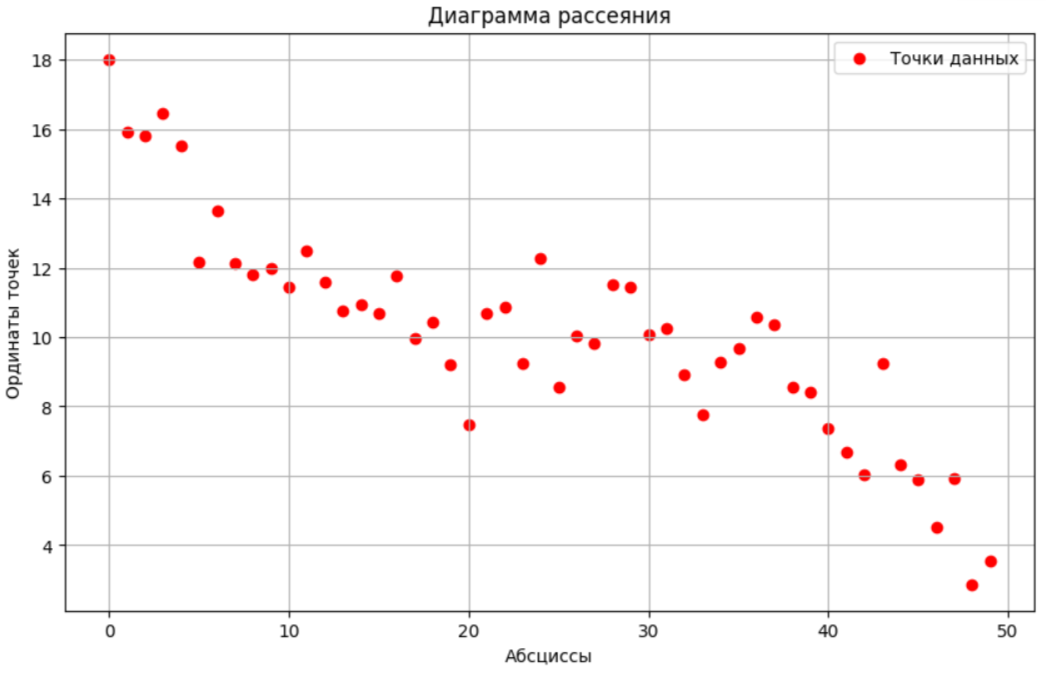 Диаграмма рассеяния
Точки данных
Ординаты точек
18
16
14
12
10
8
6
4
0 10 20 30 40 50
Абсциссы